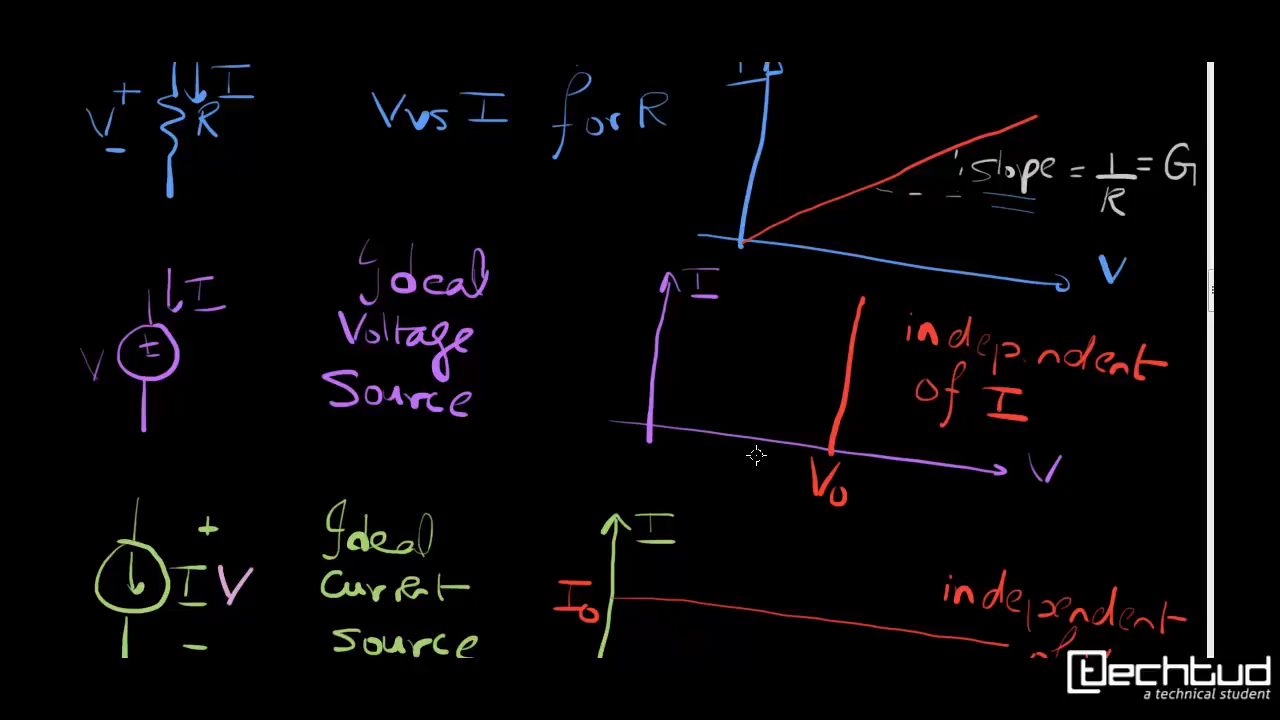 I
V + - R
V vs I for R
I
slope = 1/R = G
V
I
V ±
Ideal
Voltage
Source
I
independent
of I
V₀
V
+
I V
-
Ideal
Current
Source
I
I₀
independent
techtud
a technical student